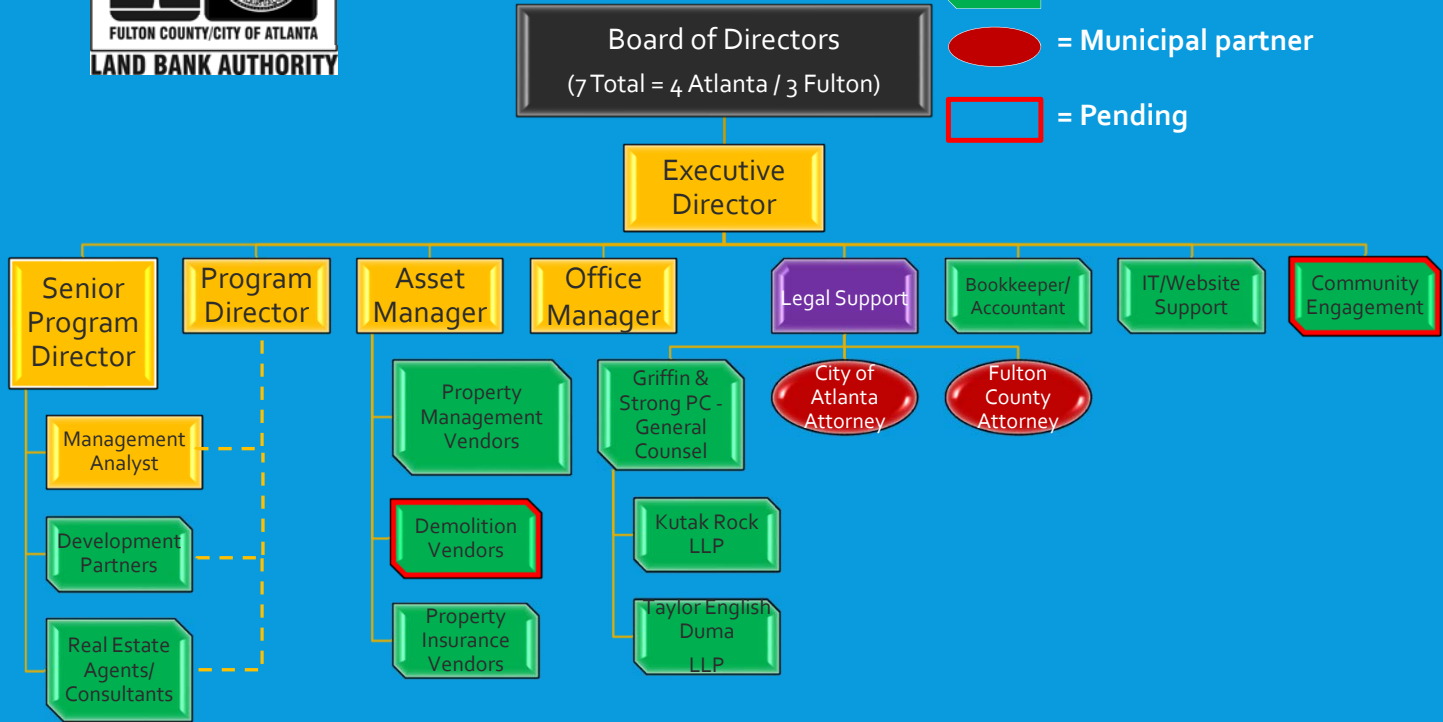 FULTON COUNTY/CITY OF ATLANTA
LAND BANK AUTHORITY
Board of Directors
(7 Total = 4 Atlanta / 3 Fulton)
= Municipal partner
= Pending
Executive
Director
Senior
Program
Director
Program
Director
Asset
Manager
Office
Manager
Legal Support
Bookkeeper/
Accountant
IT/Website
Support
Community
Engagement
Management
Analyst
Development
Partners
Real Estate
Agents/
Consultants
Property
Management
Vendors
Demolition
Vendors
Property
Insurance
Vendors
Griffin &
Strong PC -
General
Counsel
Kutak Rock
LLP
Taylor English
Duma
LLP
City of
Atlanta
Attorney
Fulton
County
Attorney